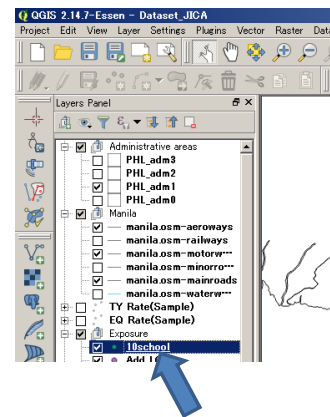 QGIS 2.14.7-Essen - Dataset_JICA
Project Edit View Layer Settings Plugins Vector Raster Data
Layers Panel
Administrative areas
PHL_adm3
PHL_adm2
PHL_adm1
PHL_adm0
Manila
manila.osm-aeroways
manila.osm-railways
manila.osm-motorw…
manila.osm-minorro…
manila.osm-mainroads
manila.osm-waterw…
TY Rate(Sample)
EQ Rate(Sample)
Exposure
10school